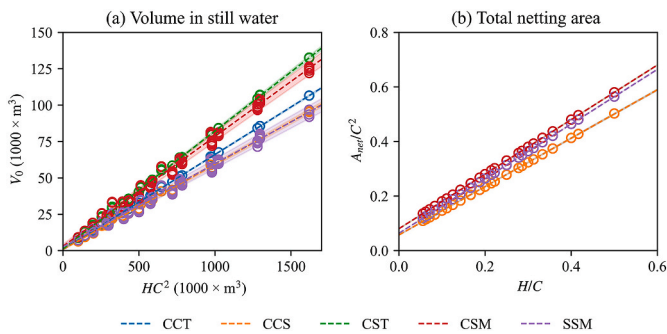 (a) Volume in still water
(b) Total netting area
150
125
100
75
50
25
0
V₀ (1000 × m³)
0
500
1000
1500
HC² (1000 × m³)
0.8
0.6
0.4
0.2
0.0
A_net/C²
0.0
0.2
0.4
0.6
H/C
CCT
CCS
CST
CSM
SSM